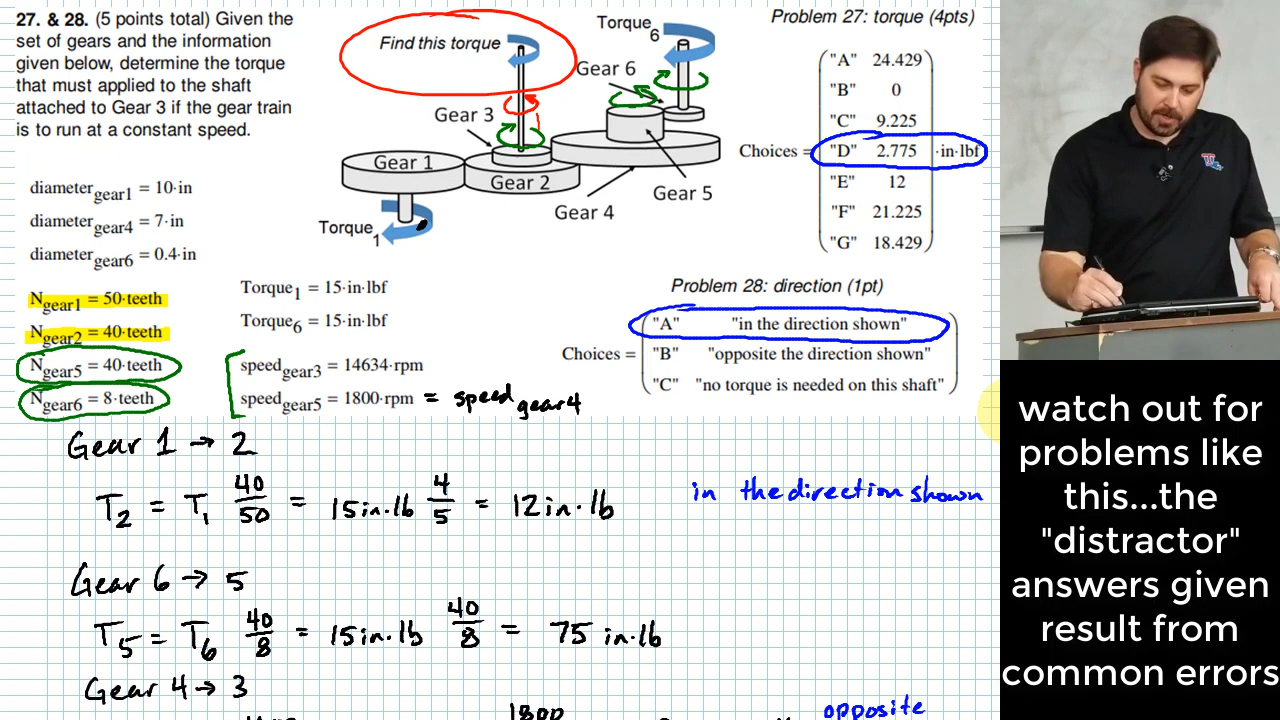 27. & 28. (5 points total) Given the
set of gears and the information
given below, determine the torque
that must applied to the shaft
attached to Gear 3 if the gear train
is to run at a constant speed.
diameter gear1 = 10·in
diameter gear4 = 7·in
diameter gear6 = 0.4·in
N gear1 = 50·teeth
N gear2 = 40·teeth
N gear5 = 40·teeth
N gear6 = 8·teeth
Torque 1 = 15·in·lbf
Torque 6 = 15·in·lbf
speed gear3 = 14634·rpm
speed gear5 = 1800·rpm = speed gear4
Find this torque
Torque 6
Gear 6
Gear 3
Gear 1
Gear 2
Gear 5
Gear 4
Torque 1
Problem 27: torque (4pts)
Choices =
"A" 24.429
"B" 0
"C" 9.225
"D" 2.775 ·in·lbf
"E" 12
"F" 21.225
"G" 18.429
Problem 28: direction (1pt)
Choices =
"A" "in the direction shown"
"B" "opposite the direction shown"
"C" "no torque is needed on this shaft"
Gear 1 → 2
T2 = T1 40/50 = 15in·lb 4/5 = 12in·lb
in the direction shown
Gear 6 → 5
T5 = T6 40/8 = 15in·lb 40/8 = 75 in·lb
Gear 4 → 3
1800
opposite
watch out for
problems like
this...the
"distractor"
answers given
result from
common errors